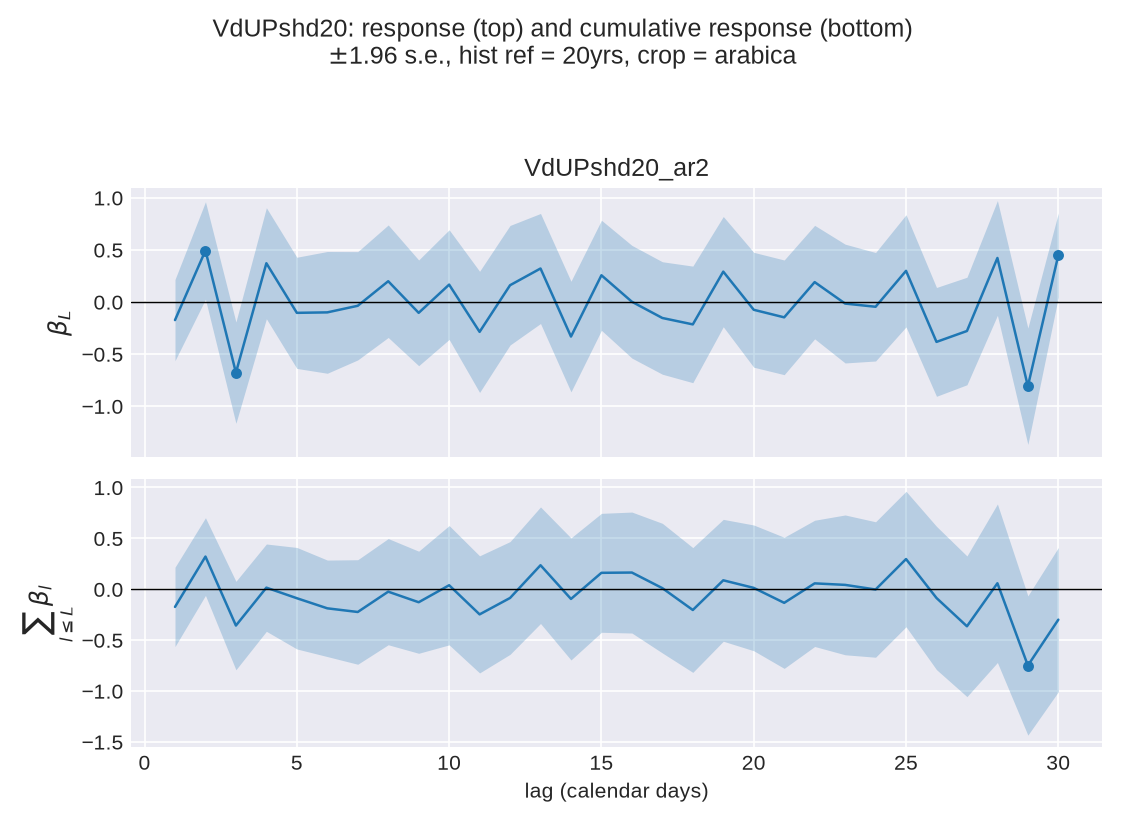 VdUPshd20: response (top) and cumulative response (bottom)
±1.96 s.e., hist ref = 20yrs, crop = arabica
VdUPshd20_ar2
1.0
0.5
0.0
−0.5
−1.0
β_L
1.0
0.5
0.0
−0.5
−1.0
−1.5
∑_{l≤L} β_l
0 5 10 15 20 25 30
lag (calendar days)